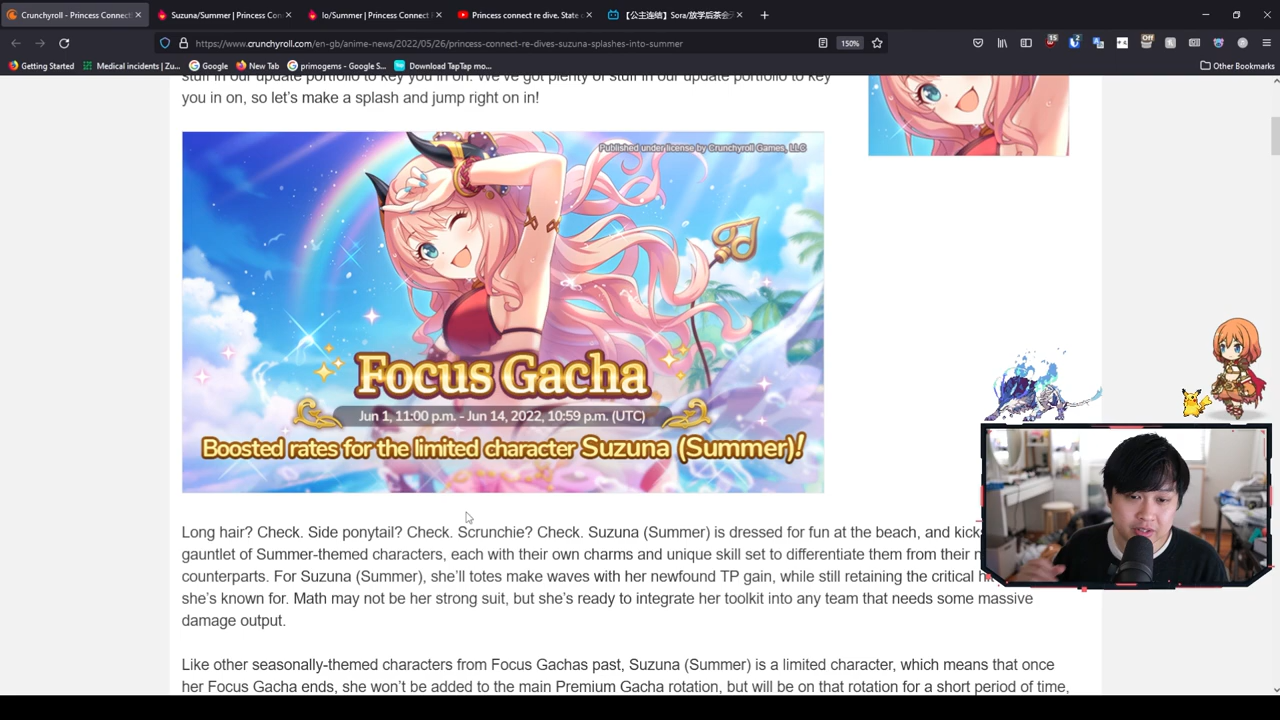 Crunchyroll - Princess Connect
Suzuna/Summer | Princess Con
Io/Summer | Princess Connect
Princess connect re dive. State
【公主连结】Sora/放学后茶会
https://www.crunchyroll.com/en-gb/anime-news/2022/05/26/princess-connect-re-dives-suzuna-splashes-into-summer
150%
15
2
Off
Getting Started
Medical incidents | Zu...
Google
New Tab
primogems - Google S...
Download TapTap mo...
Other Bookmarks
stuff in our update portfolio to key you in on. We've got plenty of stuff in our update portfolio to key
you in on, so let's make a splash and jump right on in!
Published under license by Crunchyroll Games, LLC
Focus Gacha
Jun 1, 11:00 p.m. - Jun 14, 2022, 10:59 p.m. (UTC)
Boosted rates for the limited character Suzuna (Summer)!
Long hair? Check. Side ponytail? Check. Scrunchie? Check. Suzuna (Summer) is dressed for fun at the beach, and kick
gauntlet of Summer-themed characters, each with their own charms and unique skill set to differentiate them from their
counterparts. For Suzuna (Summer), she'll totes make waves with her newfound TP gain, while still retaining the critical
she's known for. Math may not be her strong suit, but she's ready to integrate her toolkit into any team that needs some massive
damage output.
Like other seasonally-themed characters from Focus Gachas past, Suzuna (Summer) is a limited character, which means that once
her Focus Gacha ends, she won't be added to the main Premium Gacha rotation, but will be on that rotation for a short period of time,